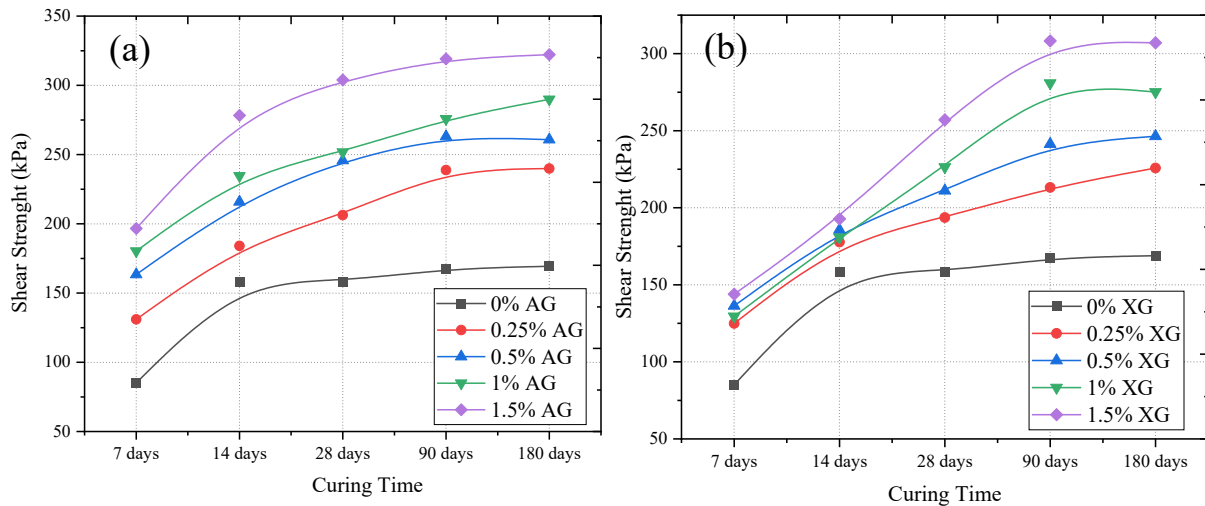 (a)
Shear Strenght (kPa)
350
300
250
200
150
100
50
0% AG
0.25% AG
0.5% AG
1% AG
1.5% AG
7 days 14 days 28 days 90 days 180 days
Curing Time
(b)
Shear Strenght (kPa)
300
250
200
150
100
50
0% XG
0.25% XG
0.5% XG
1% XG
1.5% XG
7 days 14 days 28 days 90 days 180 days
Curing Time